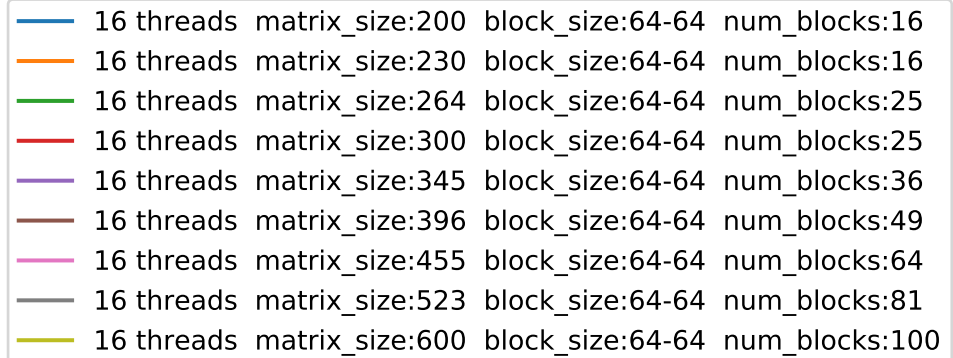 16 threads matrix_size:200 block_size:64-64 num_blocks:16
16 threads matrix_size:230 block_size:64-64 num_blocks:16
16 threads matrix_size:264 block_size:64-64 num_blocks:25
16 threads matrix_size:300 block_size:64-64 num_blocks:25
16 threads matrix_size:345 block_size:64-64 num_blocks:36
16 threads matrix_size:396 block_size:64-64 num_blocks:49
16 threads matrix_size:455 block_size:64-64 num_blocks:64
16 threads matrix_size:523 block_size:64-64 num_blocks:81
16 threads matrix_size:600 block_size:64-64 num_blocks:100